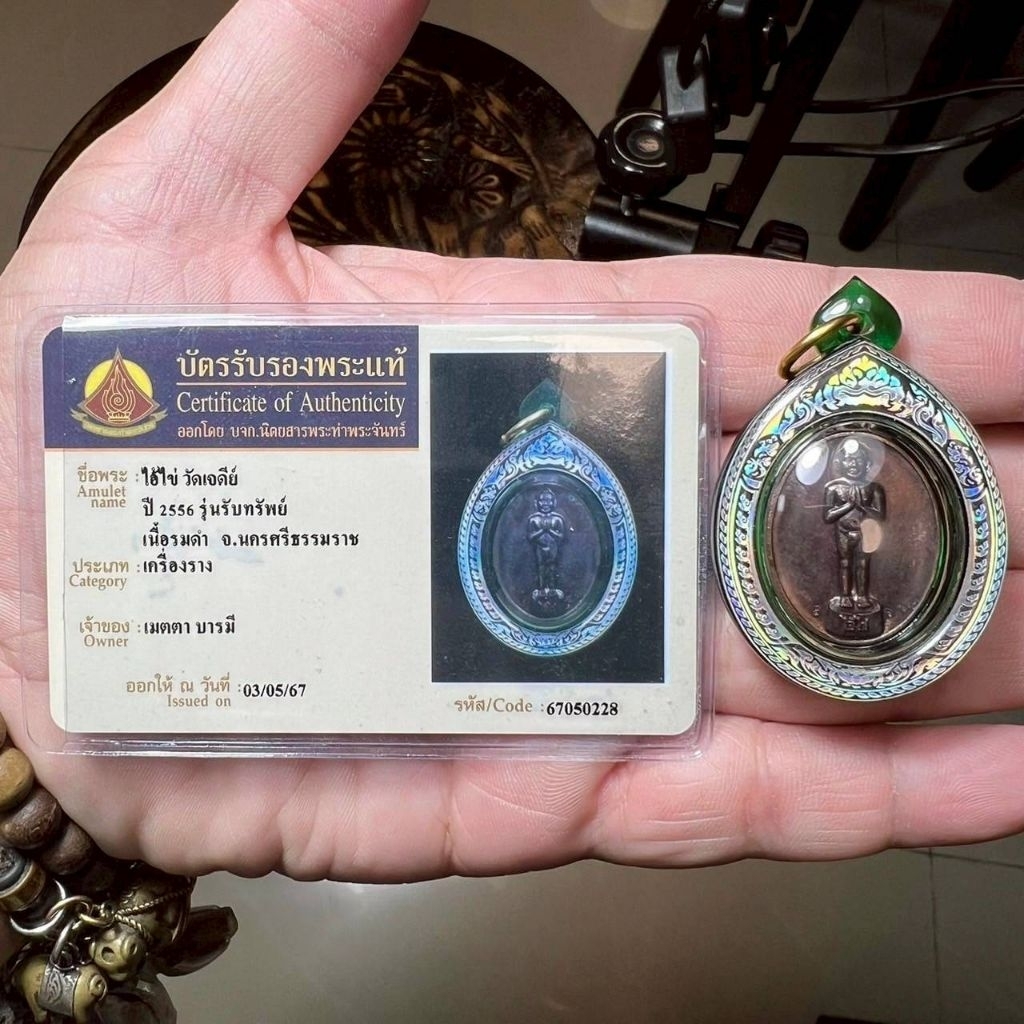 บัตรรับรองพระแท้
Certificate of Authenticity
ออกโดย บจก.นิตยสารพระท่าพระจันทร์
ชื่อพระ : ไอ้ไข่ วัดเจดีย์
Amulet name
ปี 2556 รุ่นรับทรัพย์
เนื้อรมดำ จ.นครศรีธรรมราช
ประเภท : เครื่องราง
Category
เจ้าของ : เมตตา บารมี
Owner
ออกให้ ณ วันที่ : 03/05/67
Issued on
รหัส/Code : 67050228